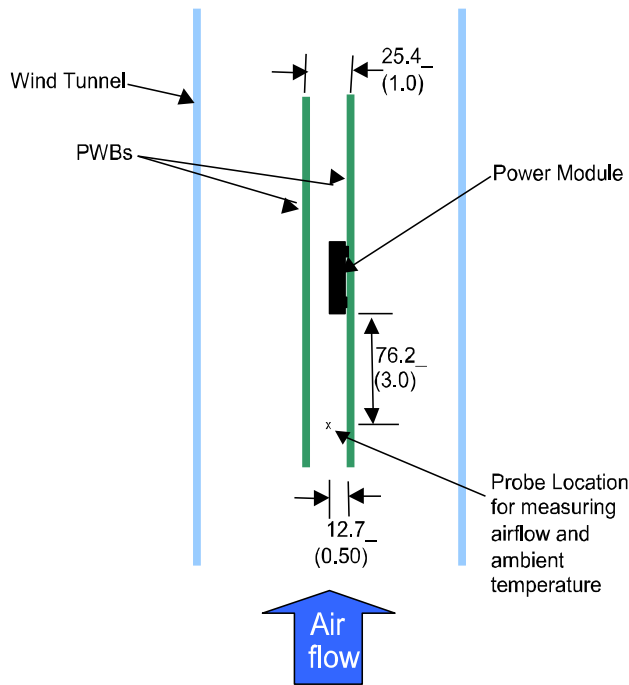 25.4_
(1.0)
Wind Tunnel
PWBs
Power Module
76.2_
(3.0)
x
Probe Location
for measuring
airflow and
ambient
temperature
12.7_
(0.50)
Air
flow